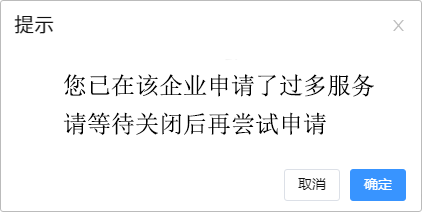 提示
您已在该企业申请了过多服务
请等待关闭后再尝试申请
取消
确定